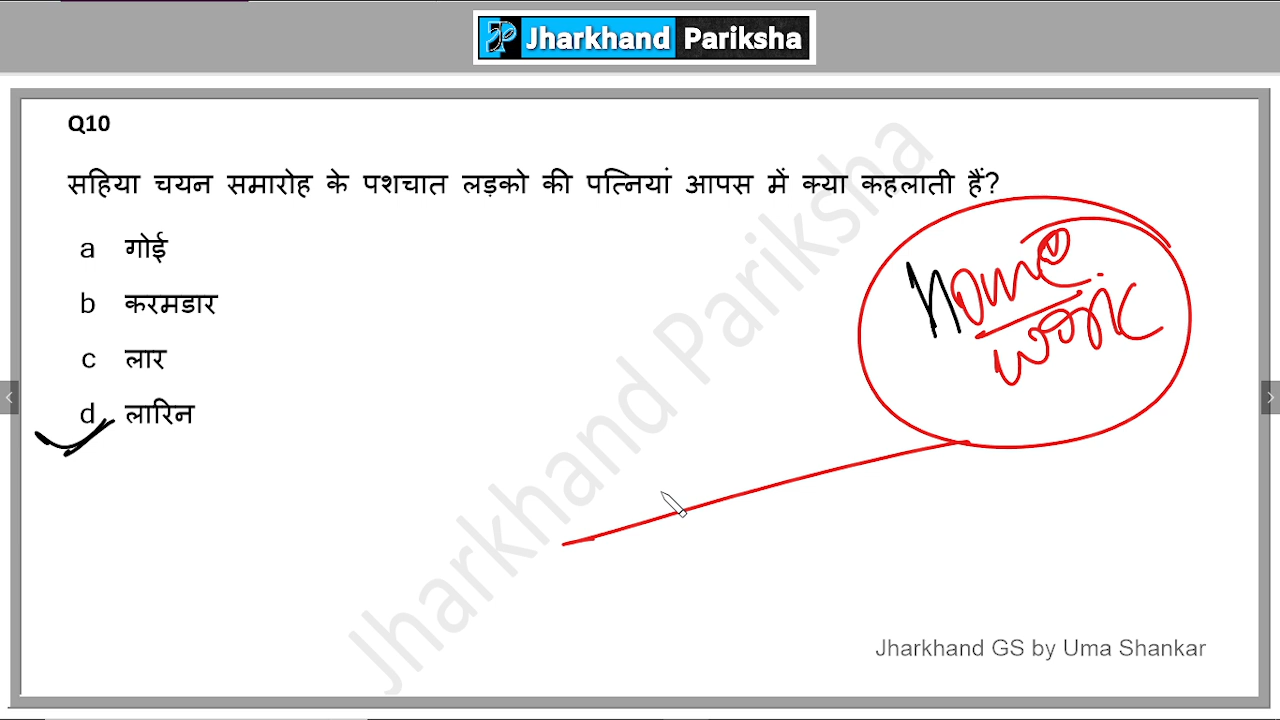 Jharkhand Pariksha
Q10
सहिया चयन समारोह के पशचात लड़को की पत्नियां आपस में क्या कहलाती हैं?
a गोई
b करमडार
c लार
d लारिन
Home
work
Jharkhand Pariksha
Jharkhand GS by Uma Shankar